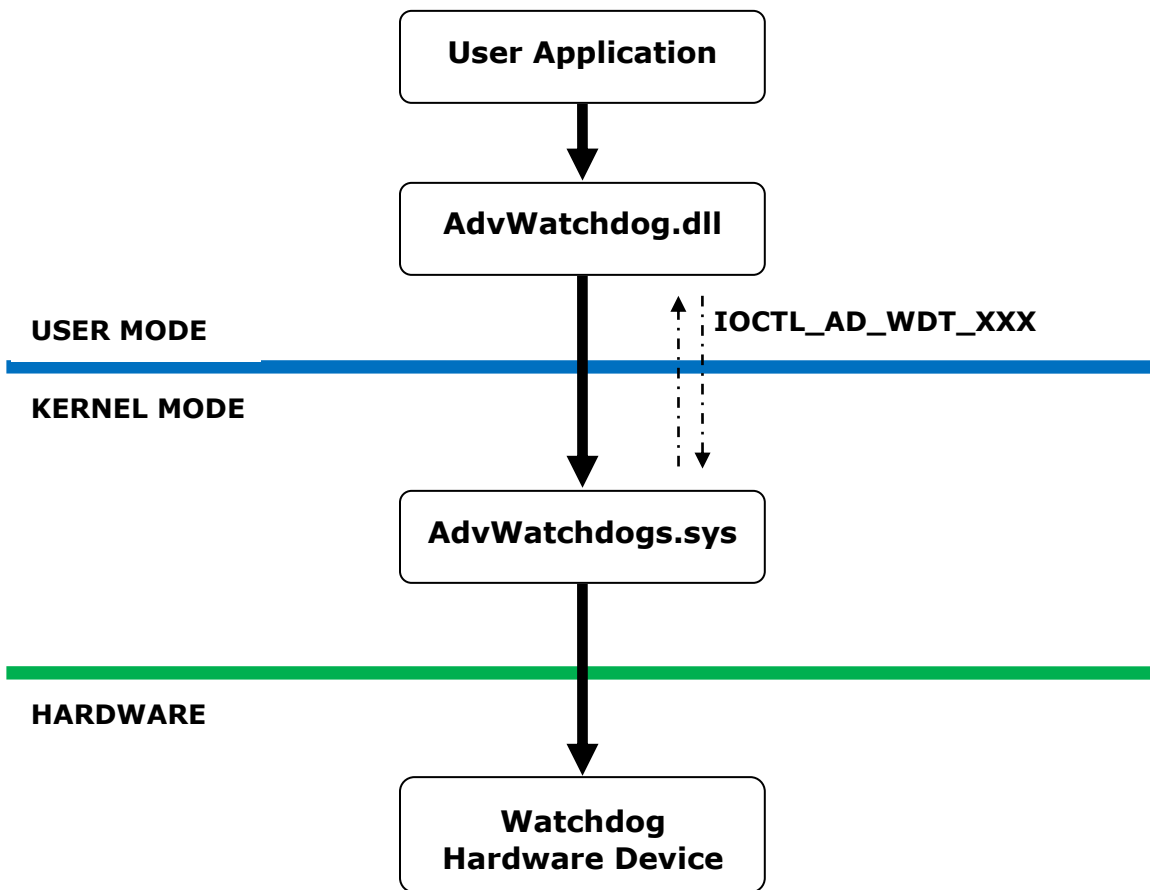 User Application
AdvWatchdog.dll
IOCTL_AD_WDT_XXX
USER MODE
KERNEL MODE
AdvWatchdogs.sys
HARDWARE
Watchdog
Hardware Device